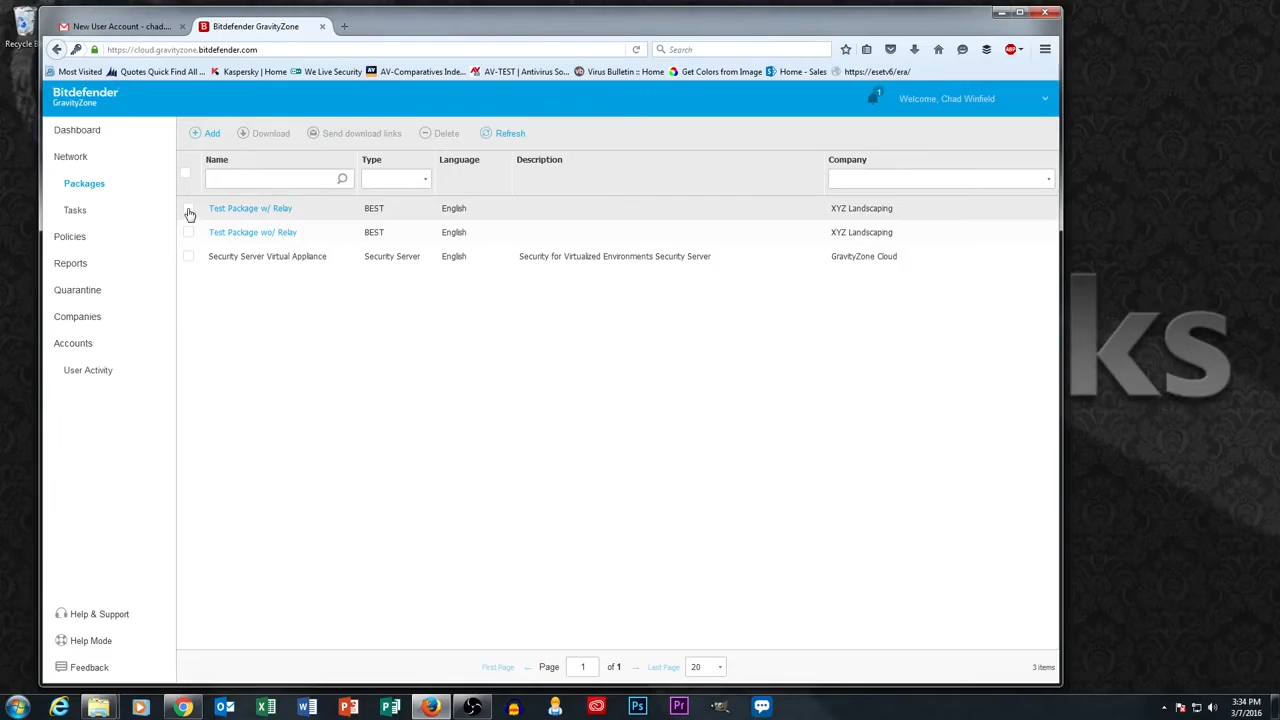 New User Account - chad....
Bitdefender GravityZone
Recycle B
https://cloud.gravityzone.bitdefender.com
Search
ABP
Most Visited
Quotes Quick Find All ...
Kaspersky | Home
We Live Security
AV-Comparatives Inde...
AV-TEST | Antivirus So...
Virus Bulletin :: Home
Get Colors from Image
Home - Sales
https://esetv6/era/
Bitdefender
GravityZone
1
Welcome, Chad Winfield
Dashboard
Network
Packages
Tasks
Policies
Reports
Quarantine
Companies
Accounts
User Activity
Add
Download
Send download links
Delete
Refresh
Name
Type
Language
Description
Company
Test Package w/ Relay
BEST
English
XYZ Landscaping
Test Package wo/ Relay
BEST
English
XYZ Landscaping
Security Server Virtual Appliance
Security Server
English
Security for Virtualized Environments Security Server
GravityZone Cloud
ks
Help & Support
Help Mode
Feedback
First Page
Page
1
of 1
Last Page
20
3 items
3:34 PM
3/7/2016